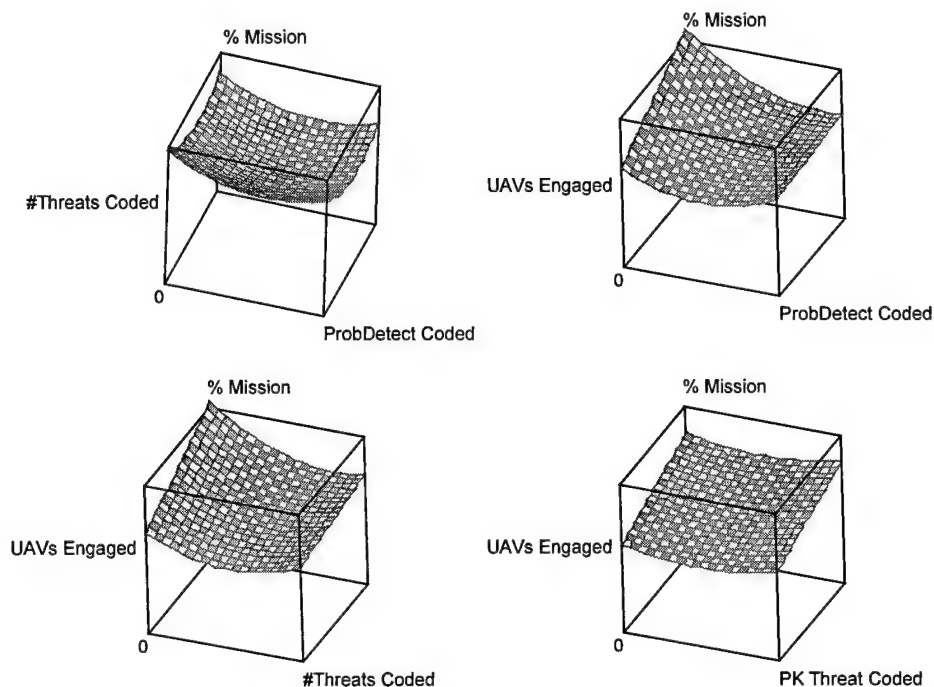 % Mission
#Threats Coded
0
ProbDetect Coded
% Mission
UAVs Engaged
0
ProbDetect Coded
% Mission
UAVs Engaged
0
#Threats Coded
% Mission
UAVs Engaged
0
PK Threat Coded